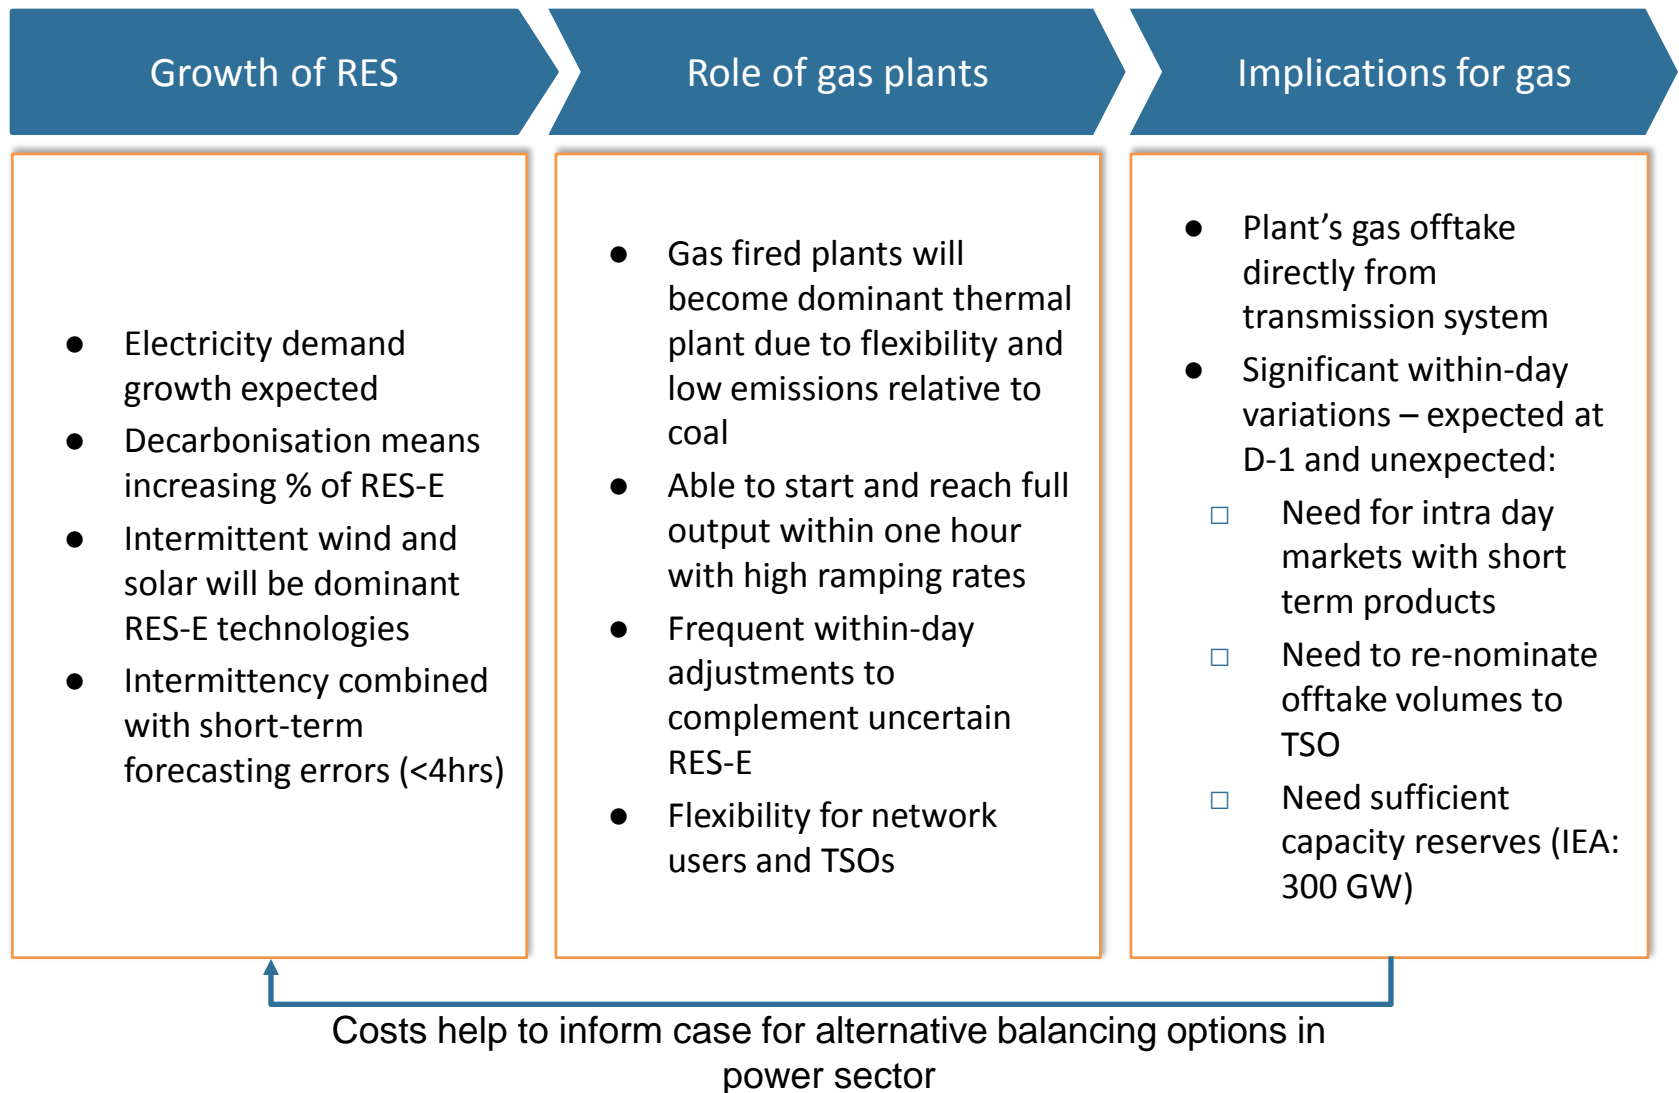 Growth of RES
Role of gas plants
Implications for gas
● Electricity demand
growth expected
● Decarbonisation means
increasing % of RES-E
● Intermittent wind and
solar will be dominant
RES-E technologies
● Intermittency combined
with short-term
forecasting errors (<4hrs)
● Gas fired plants will
become dominant thermal
plant due to flexibility and
low emissions relative to
coal
● Able to start and reach full
output within one hour
with high ramping rates
● Frequent within-day
adjustments to
complement uncertain
RES-E
● Flexibility for network
users and TSOs
● Plant’s gas offtake
directly from
transmission system
● Significant within-day
variations – expected at
D-1 and unexpected:
□ Need for intra day
markets with short
term products
□ Need to re-nominate
offtake volumes to
TSO
□ Need sufficient
capacity reserves (IEA:
300 GW)
Costs help to inform case for alternative balancing options in
power sector